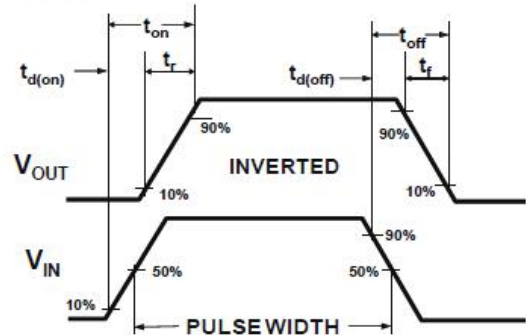 t_on
t_off
t_d(on)
t_r
t_d(off)
t_f
90%
90%
V_OUT
INVERTED
10%
10%
90%
V_IN
50%
50%
10%
PULSE WIDTH